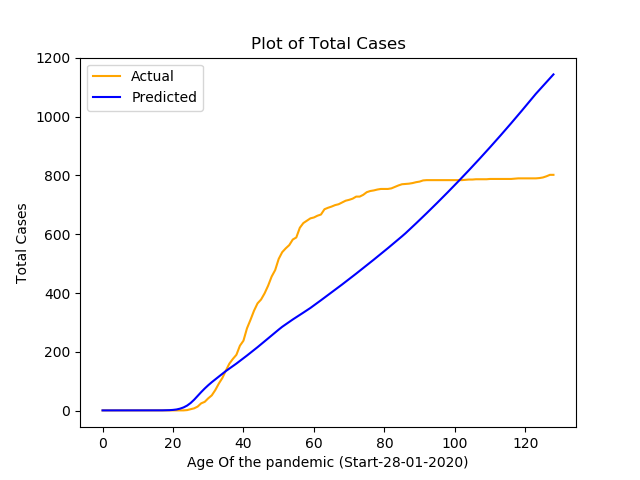 Plot of Total Cases
Actual
Predicted
1200
1000
800
600
400
200
0
Total Cases
0 20 40 60 80 100 120
Age Of the pandemic (Start-28-01-2020)